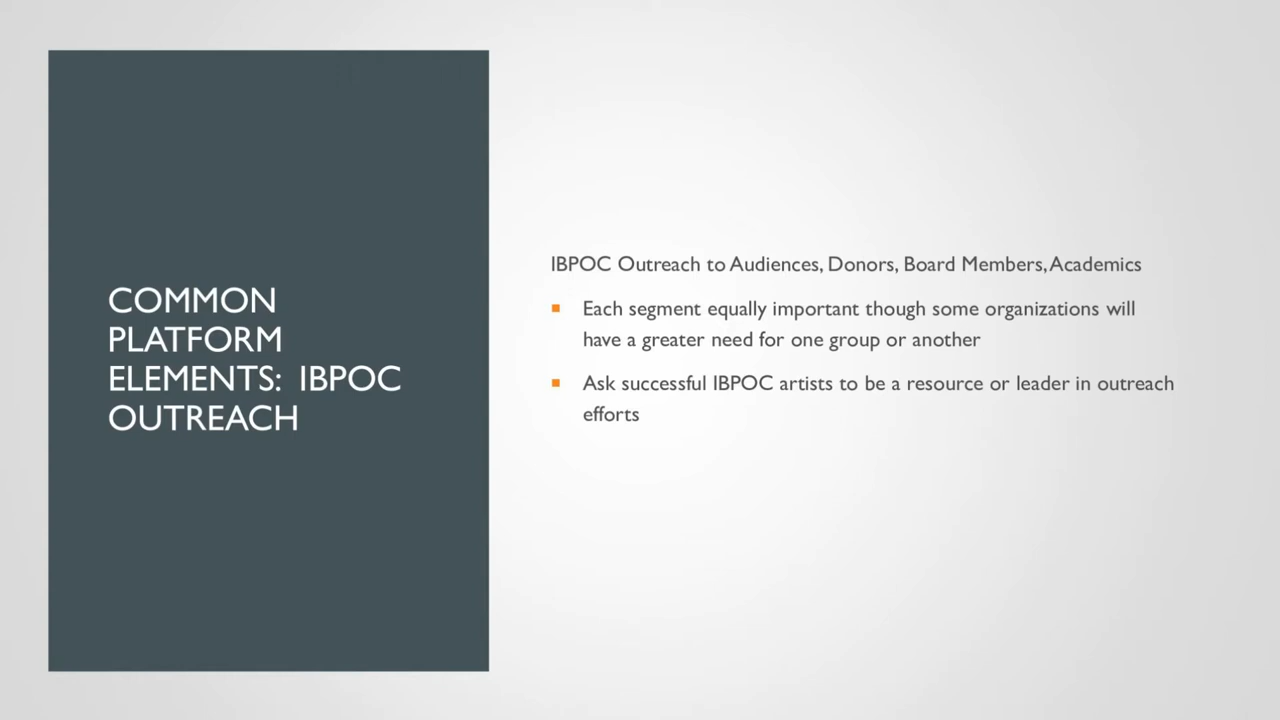 COMMON
PLATFORM
ELEMENTS: IBPOC
OUTREACH
IBPOC Outreach to Audiences, Donors, Board Members, Academics
Each segment equally important though some organizations will
have a greater need for one group or another
Ask successful IBPOC artists to be a resource or leader in outreach
efforts